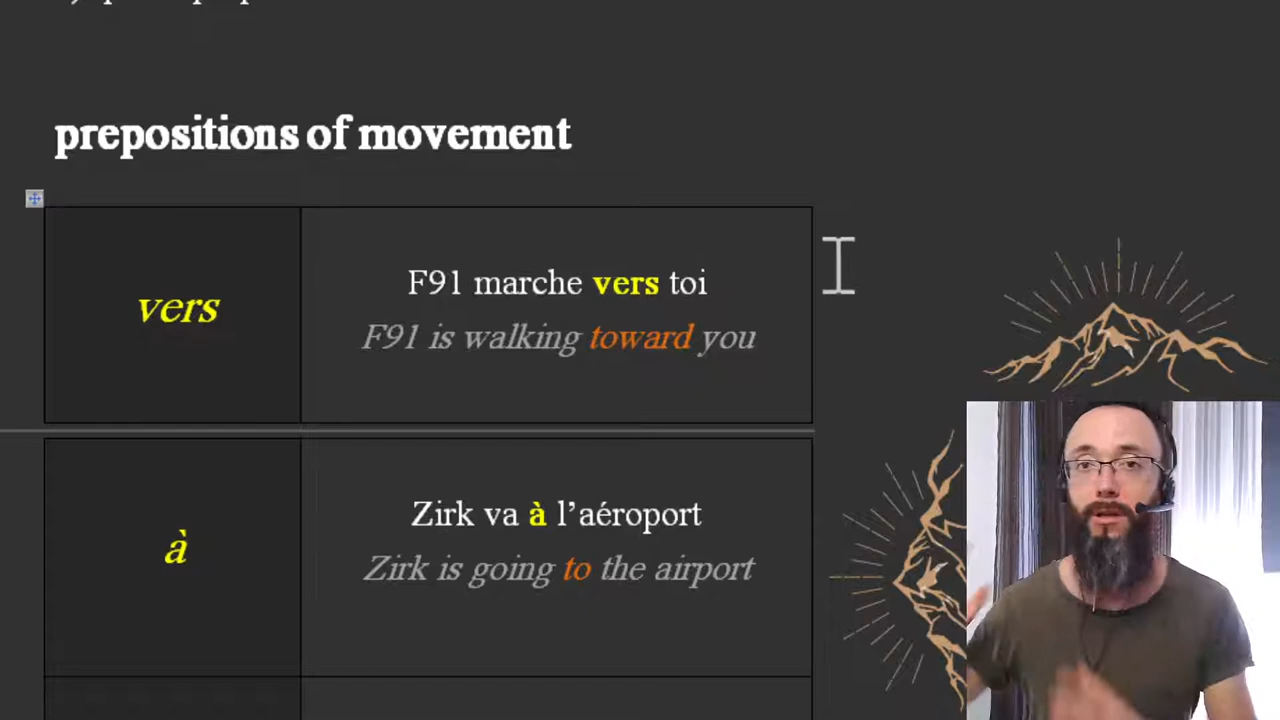 prepositions of movement
vers
F91 marche vers toi
F91 is walking toward you
à
Zirk va à l’aéroport
Zirk is going to the airport